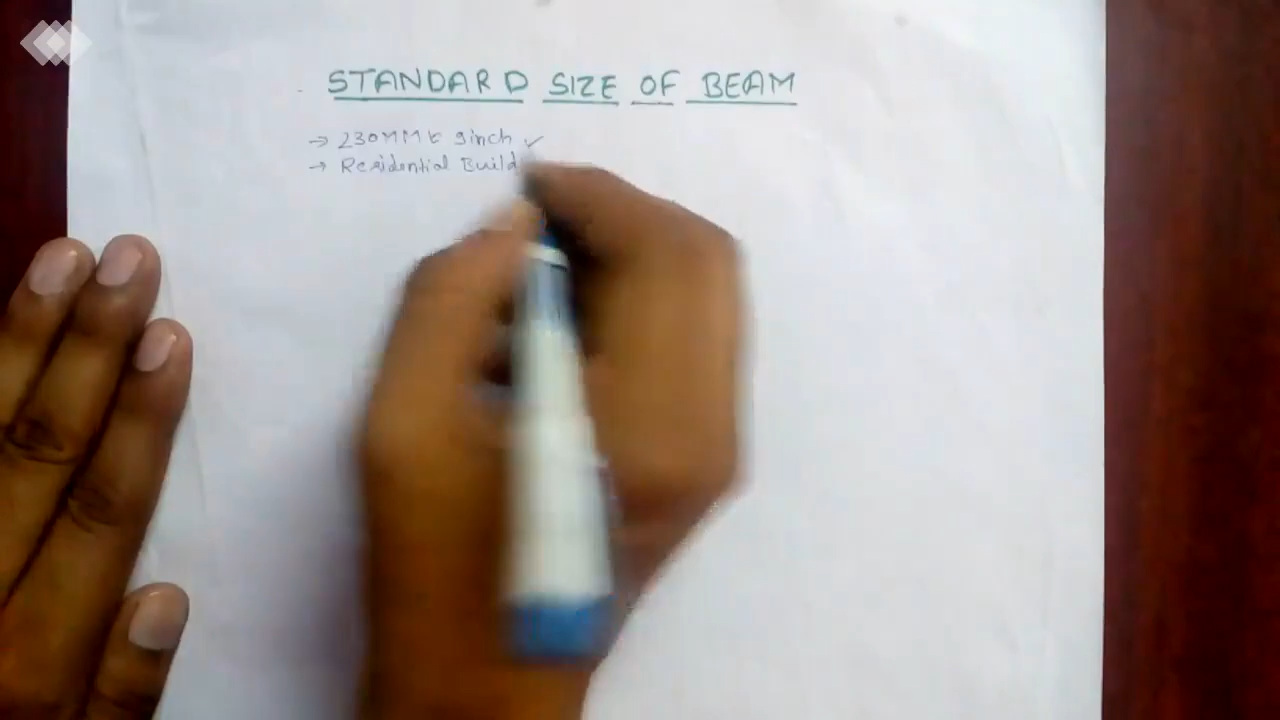 STANDARD SIZE OF BEAM
→ 230MM & 9inch ✓
→ Residential Build